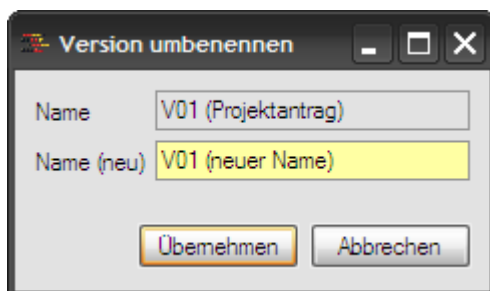 Version umbenennen
Name V01 (Projektantrag)
Name (neu) V01 (neuer Name)
Übernehmen Abbrechen